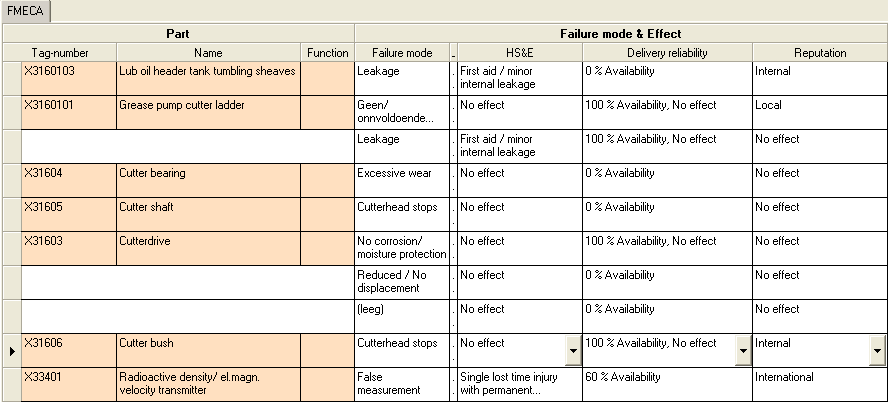 FMECA
Part Failure mode & Effect
Tag-number Name Function Failure mode .. HS&E Delivery reliability Reputation
X3160103 Lub oil header tank tumbling sheaves Leakage . First aid / minor 0 % Availability Internal
. internal leakage
X3160101 Grease pump cutter ladder Geen/ . No effect 100 % Availability, No effect Local
onnvoldoende... .
Leakage . First aid / minor 100 % Availability, No effect No effect
. internal leakage
X31604 Cutter bearing Excessive wear . No effect 0 % Availability No effect
.
X31605 Cutter shaft Cutterhead stops . No effect 0 % Availability No effect
.
X31603 Cutterdrive No corrosion/ . No effect 100 % Availability, No effect No effect
moisture protection .
Reduced / No . No effect 0 % Availability No effect
displacement .
(leeg) . No effect 0 % Availability No effect
.
X31606 Cutter bush Cutterhead stops . No effect 100 % Availability, No effect Internal
.
X33401 Radioactive density/ el.magn. False . Single lost time injury 60 % Availability International
velocity transmitter measurement . with permanent...